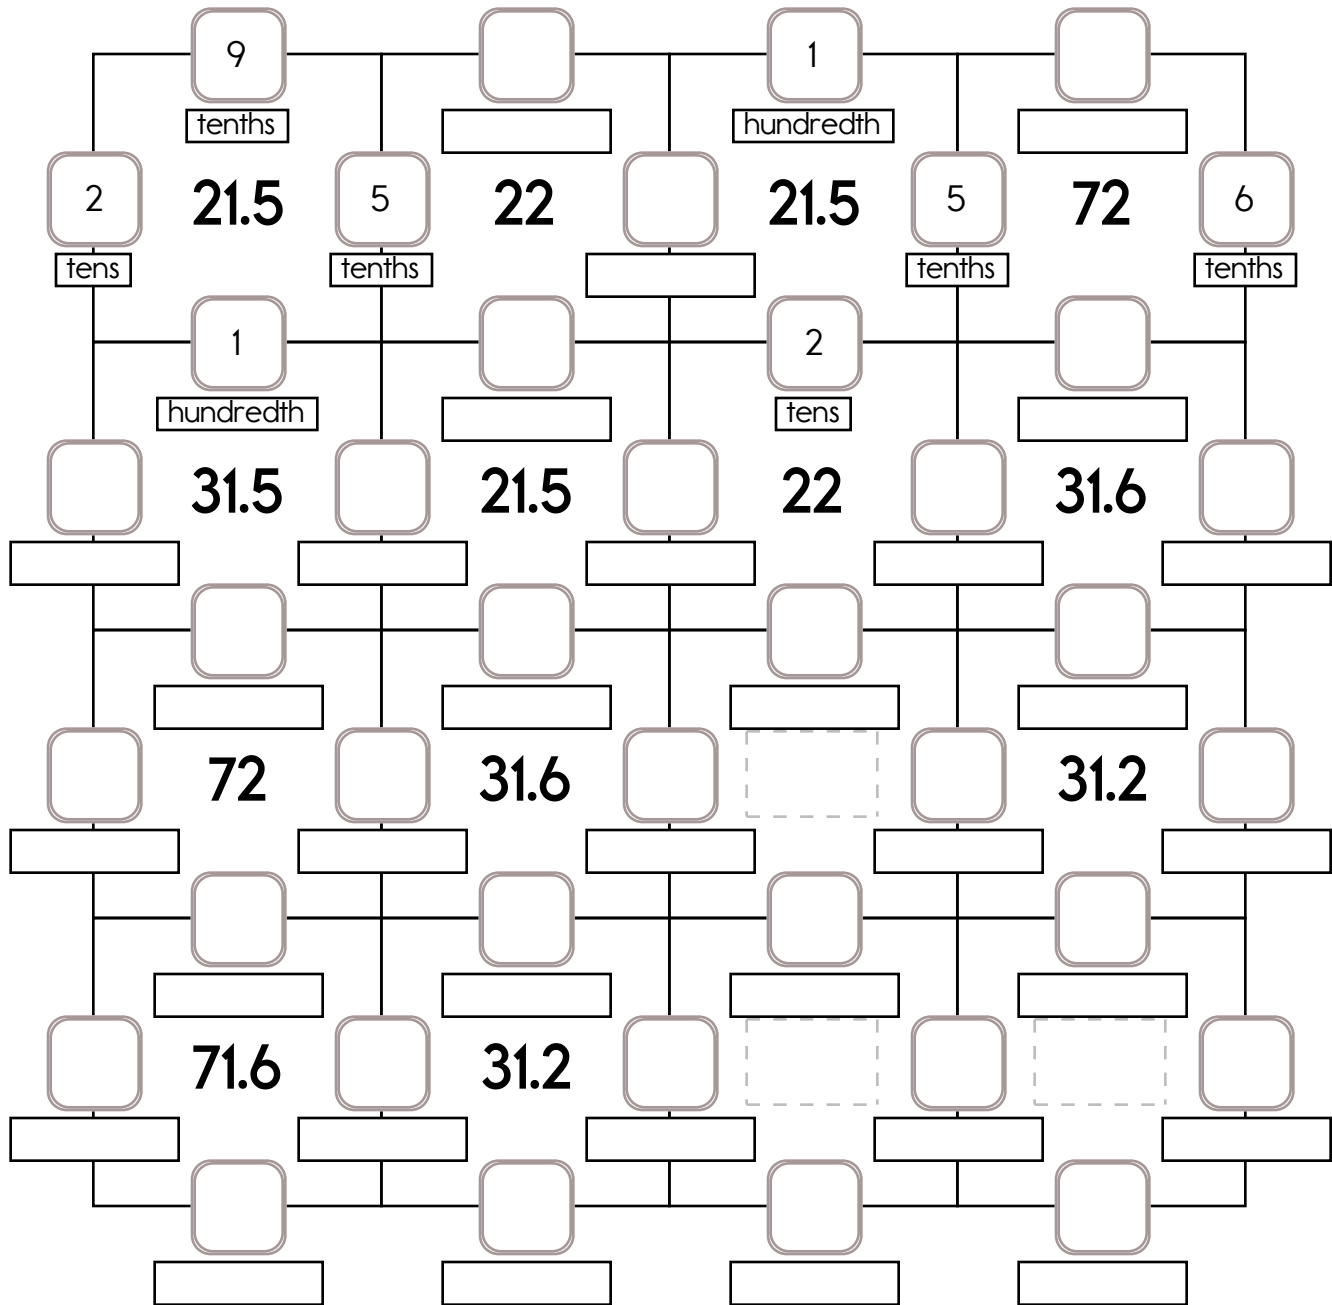 9 1
tenths hundredth
2 21.5 5 22 21.5 5 72 6
tens tenths tenths tenths
1 2
hundredth tens
31.5 21.5 22 31.6
72 31.6 31.2
71.6 31.2